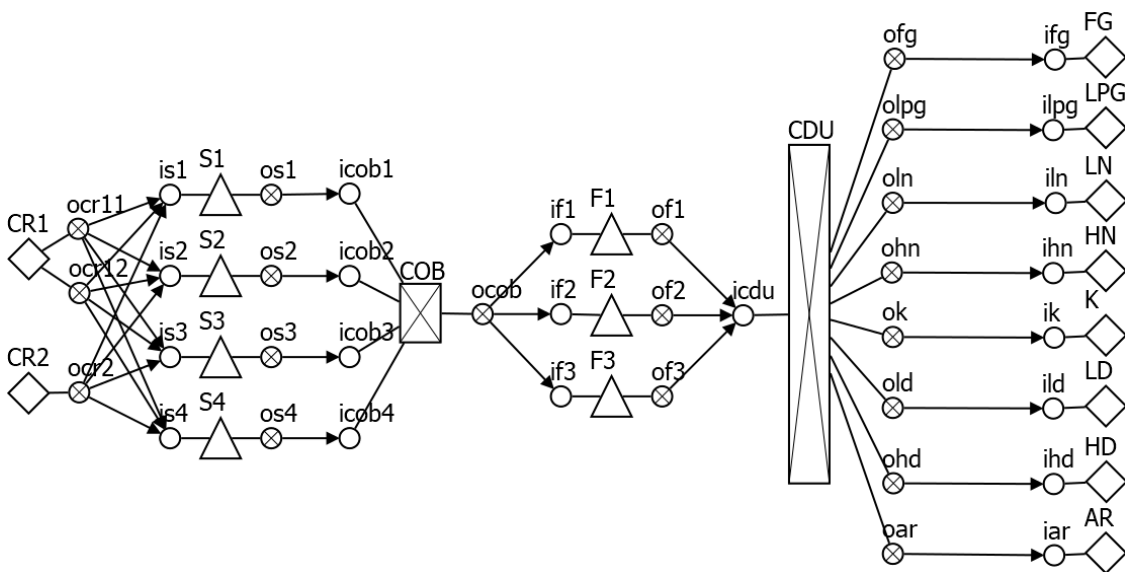 CR1
CR2
ocr11
ocr12
ocr2
is1
is2
is3
is4
S1
S2
S3
S4
os1
os2
os3
os4
icob1
icob2
icob3
icob4
COB
ocob
if1
if2
if3
F1
F2
F3
of1
of2
of3
icdu
CDU
ofg
olpg
oln
ohn
ok
old
ohd
oar
ifg
ilpg
iln
ihn
ik
ild
ihd
iar
FG
LPG
LN
HN
K
LD
HD
AR